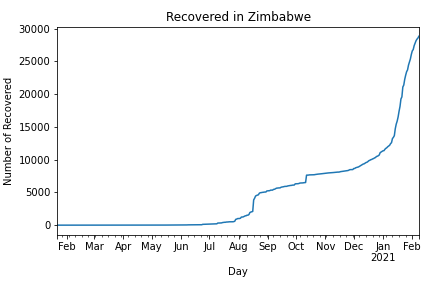 Recovered in Zimbabwe
Number of Recovered
30000
25000
20000
15000
10000
5000
0
Feb Mar Apr May Jun Jul Aug Sep Oct Nov Dec Jan Feb
2021
Day